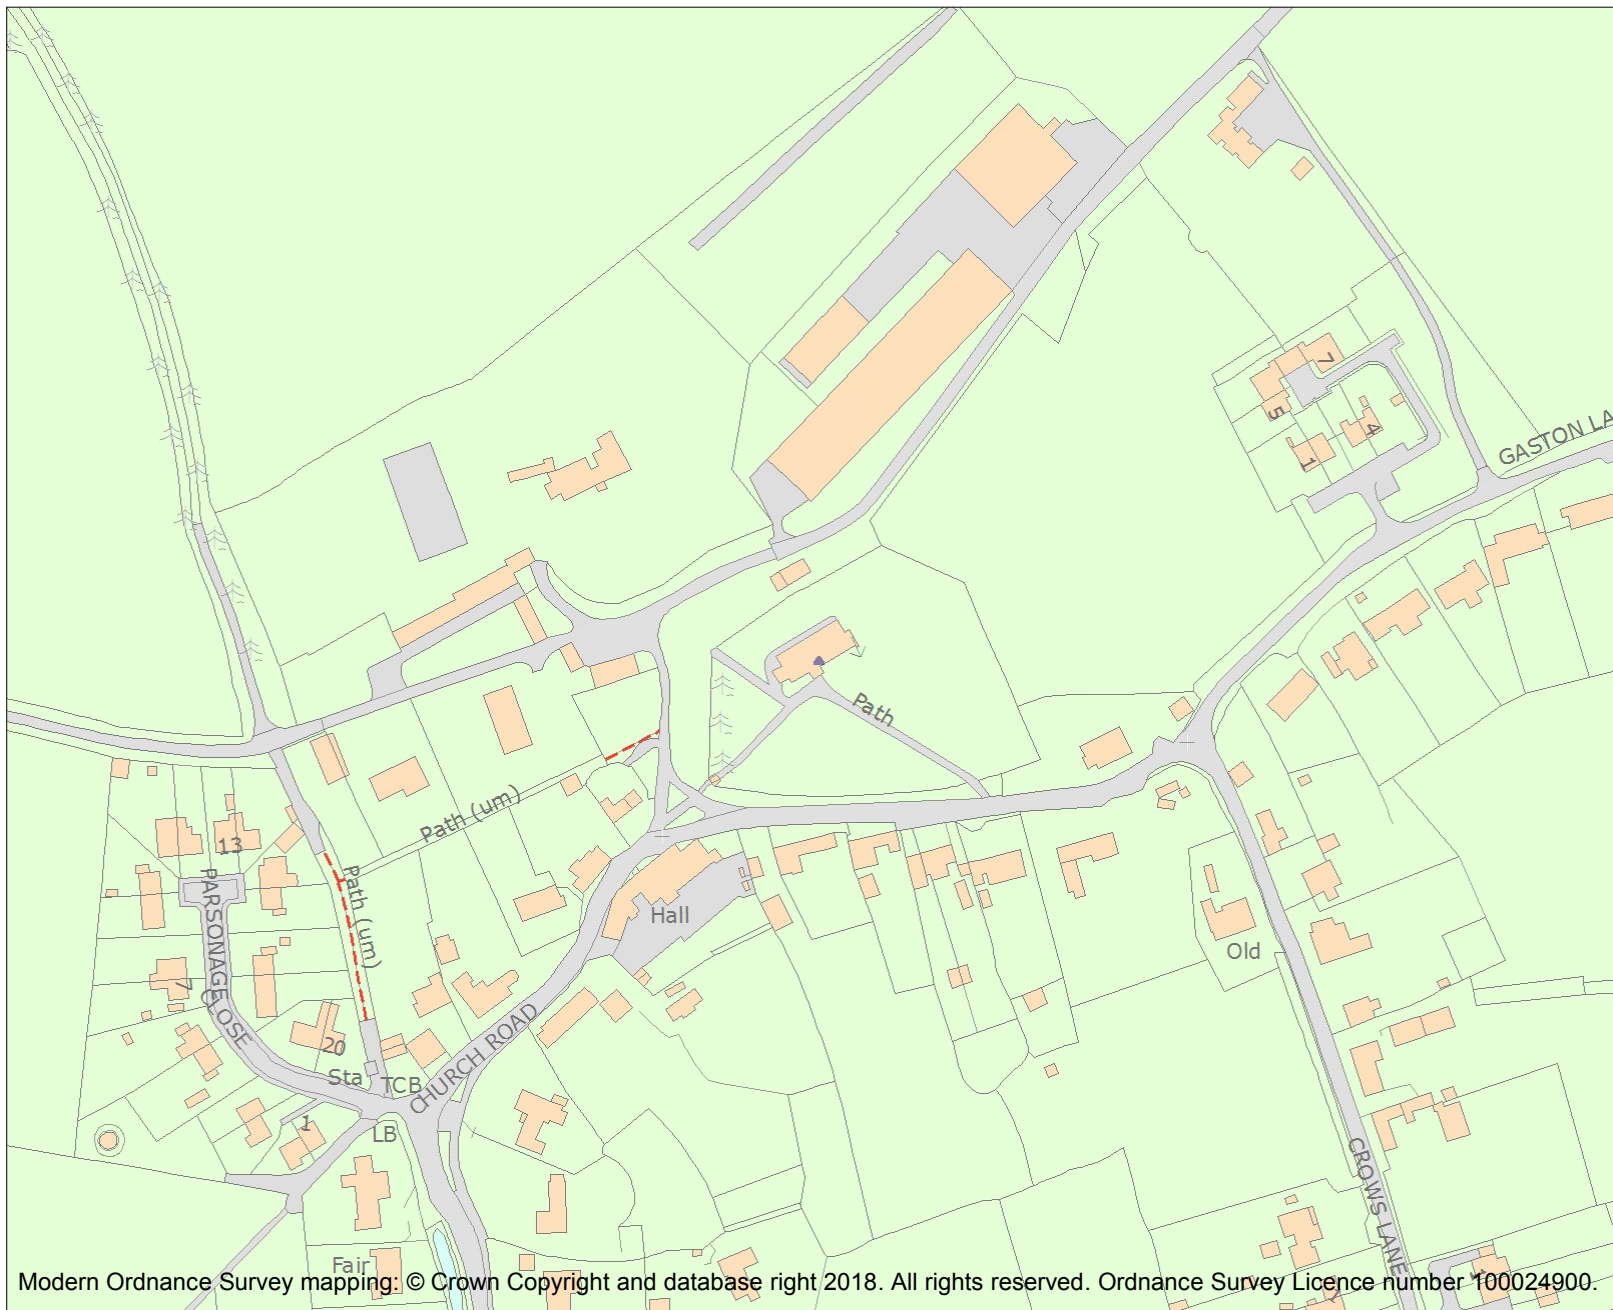 7
5
4
1
GASTON LA
Path
Path (um)
13
Path (um)
PARSONAGE CLOSE
Hall
Old
7
20
Sta
TCB
CHURCH ROAD
1
LB
CROWS LANE
Fair
Modern Ordnance Survey mapping: © Crown Copyright and database right 2018. All rights reserved. Ordnance Survey Licence number 100024900.